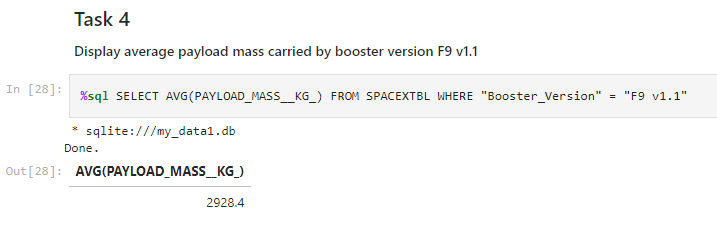 Task 4
Display average payload mass carried by booster version F9 v1.1
In [28]: %sql SELECT AVG(PAYLOAD_MASS__KG_) FROM SPACEXTBL WHERE "Booster_Version" = "F9 v1.1"
* sqlite:///my_data1.db
Done.
Out[28]: AVG(PAYLOAD_MASS__KG_)
2928.4